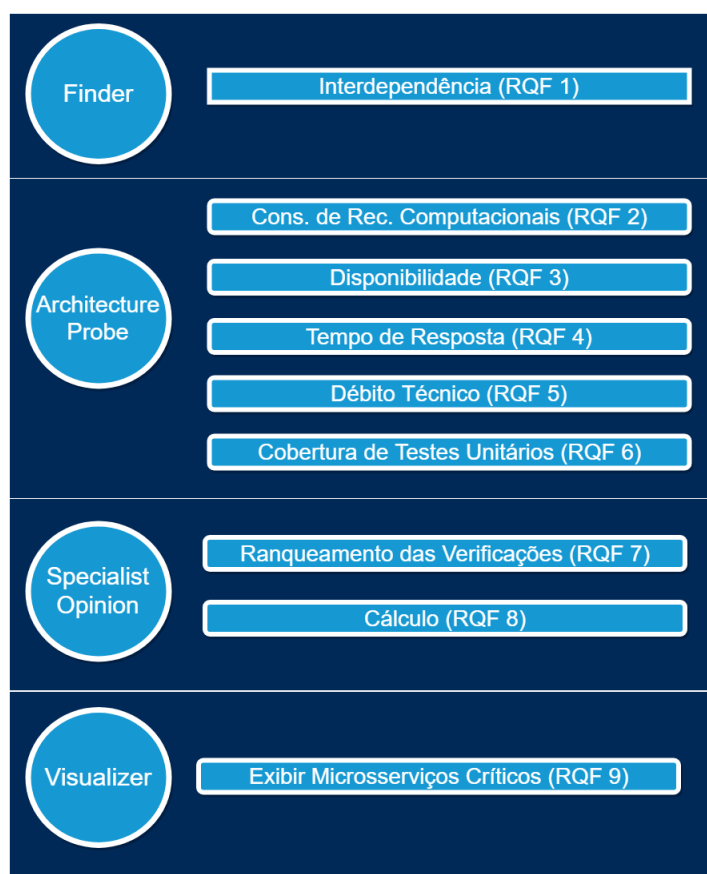 Finder
Interdependência (RQF 1)
Architecture
Probe
Cons. de Rec. Computacionais (RQF 2)
Disponibilidade (RQF 3)
Tempo de Resposta (RQF 4)
Débito Técnico (RQF 5)
Cobertura de Testes Unitários (RQF 6)
Specialist
Opinion
Ranqueamento das Verificações (RQF 7)
Cálculo (RQF 8)
Visualizer
Exibir Microsserviços Críticos (RQF 9)